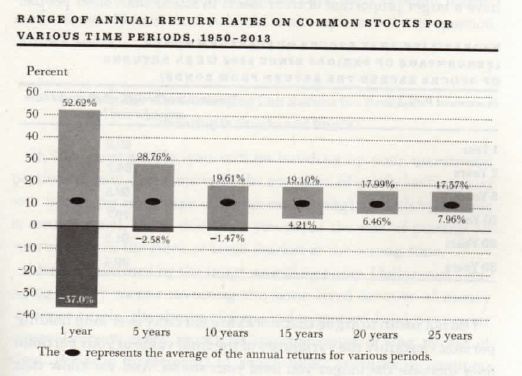 RANGE OF ANNUAL RETURN RATES ON COMMON STOCKS FOR
VARIOUS TIME PERIODS, 1950–2013
Percent
60
52.62%
50
40
30
28.76%
20
19.61%
19.10%
17.99%
17.57%
10
4.21%
6.46%
7.96%
0
−2.58%
−1.47%
−10
−20
−30
−37.0%
−40
1 year
5 years
10 years
15 years
20 years
25 years
The represents the average of the annual returns for various periods.